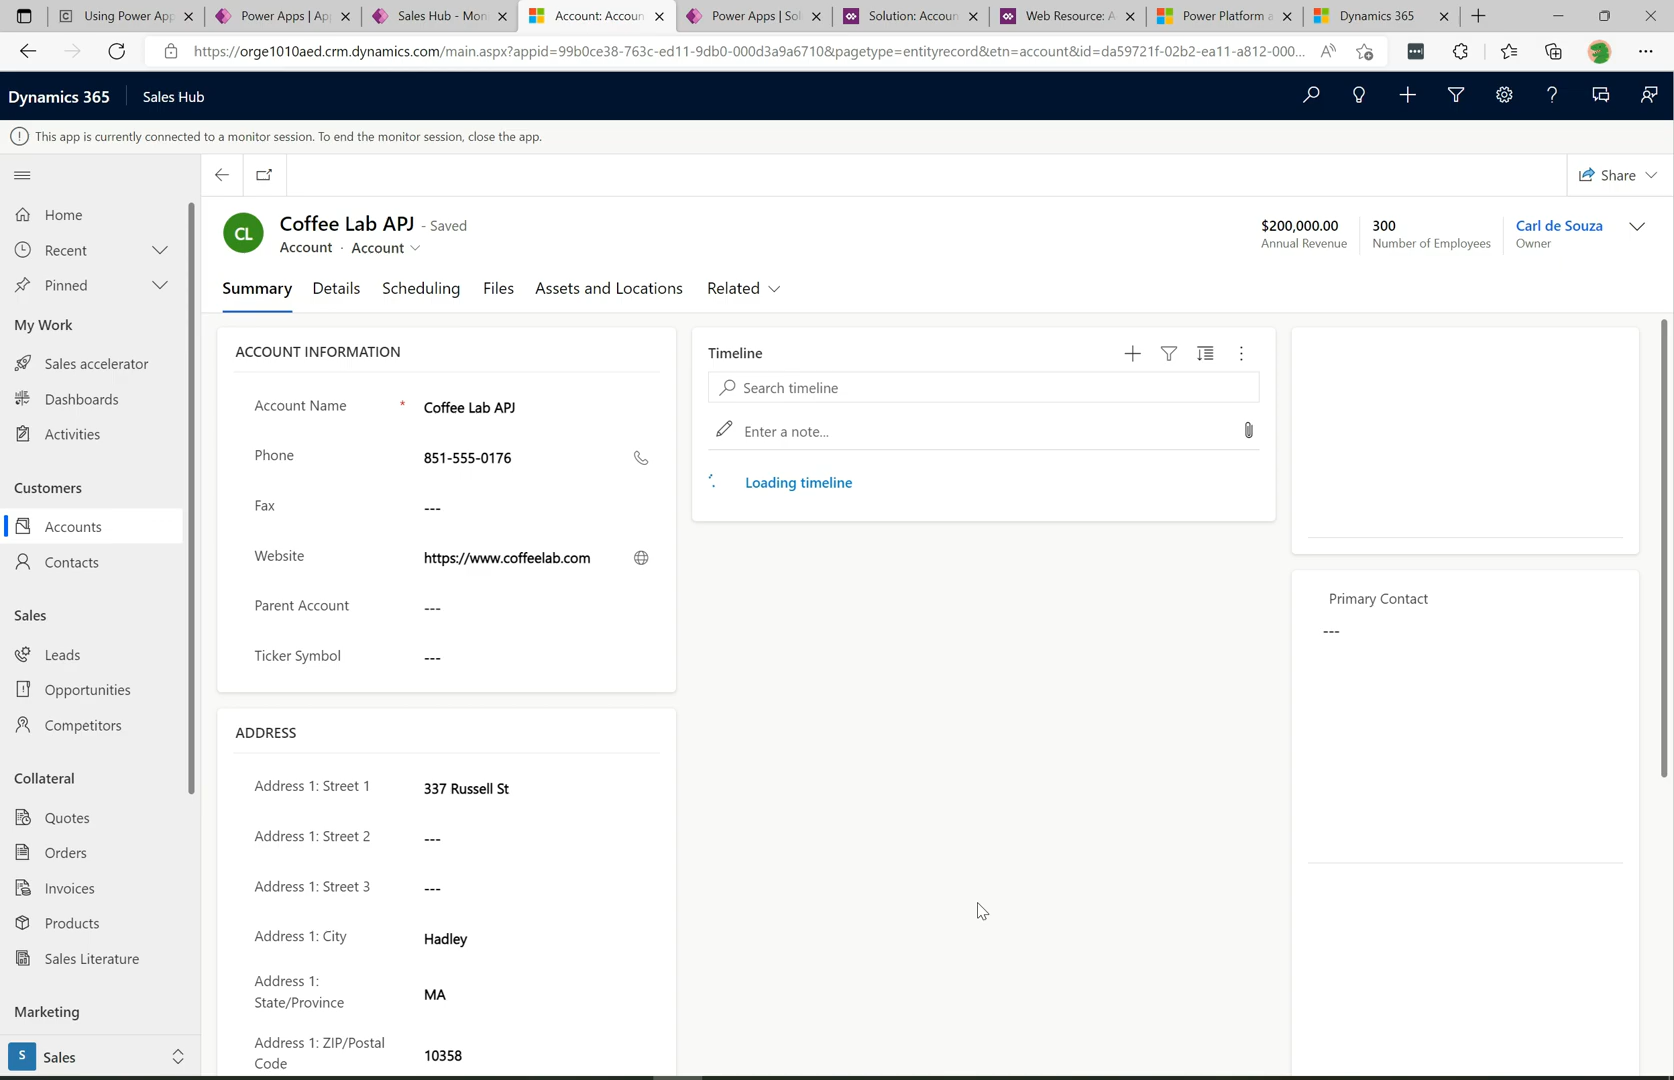 Using Power App
Power Apps | Ap
Sales Hub - Mon
Account: Accoun
Power Apps | Sol
Solution: Accoun
Web Resource: A
Power Platform a
Dynamics 365
https://orge1010aed.crm.dynamics.com/main.aspx?appid=99b0ce38-763c-ed11-9db0-000d3a9a6710&pagetype=entityrecord&etn=account&id=da59721f-02b2-ea11-a812-000...
Dynamics 365
Sales Hub
This app is currently connected to a monitor session. To end the monitor session, close the app.
Share
Home
Recent
Pinned
My Work
Sales accelerator
Dashboards
Activities
Customers
Accounts
Contacts
Sales
Leads
Opportunities
Competitors
Collateral
Quotes
Orders
Invoices
Products
Sales Literature
Marketing
S Sales
CL
Coffee Lab APJ - Saved
Account · Account
$200,000.00
Annual Revenue
300
Number of Employees
Carl de Souza
Owner
Summary Details Scheduling Files Assets and Locations Related
ACCOUNT INFORMATION
Account Name * Coffee Lab APJ
Phone 851-555-0176
Fax ---
Website https://www.coffeelab.com
Parent Account ---
Ticker Symbol ---
ADDRESS
Address 1: Street 1 337 Russell St
Address 1: Street 2 ---
Address 1: Street 3 ---
Address 1: City Hadley
Address 1:
State/Province MA
Address 1: ZIP/Postal
Code 10358
Timeline
Search timeline
Enter a note...
Loading timeline
Primary Contact
---